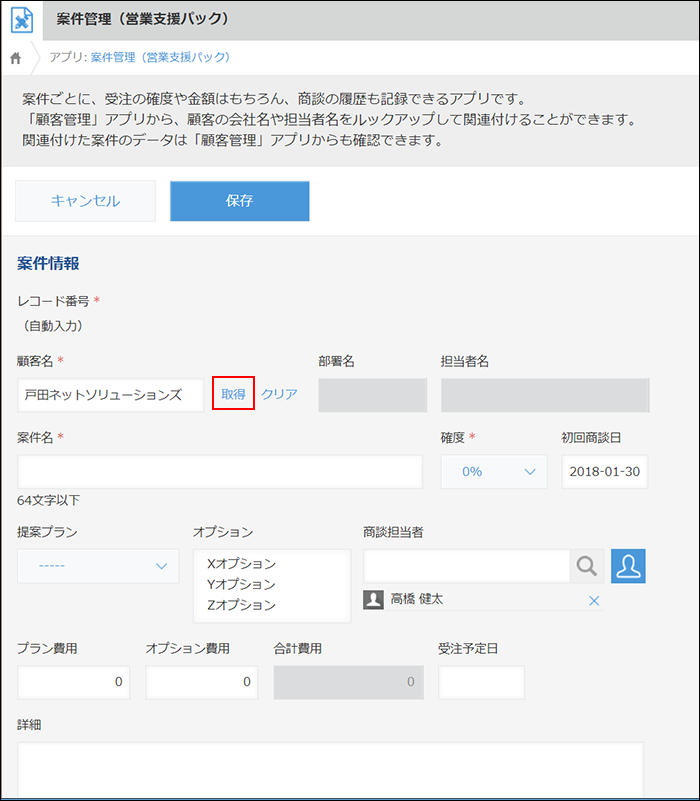 案件管理（営業支援パック）
アプリ: 案件管理（営業支援パック）
案件ごとに、受注の確度や金額はもちろん、商談の履歴も記録できるアプリです。
「顧客管理」アプリから、顧客の会社名や担当者名をルックアップして関連付けることができます。
関連付けた案件のデータは「顧客管理」アプリからも確認できます。
キャンセル 保存
案件情報
レコード番号 *
（自動入力）
顧客名 * 部署名 担当者名
戸田ネットソリューションズ 取得 クリア
案件名 * 確度 * 初回商談日
0% 2018-01-30
64文字以下
提案プラン オプション 商談担当者
----- Xオプション
Yオプション
Zオプション
高橋 健太
プラン費用 オプション費用 合計費用 受注予定日
0 0 0
詳細